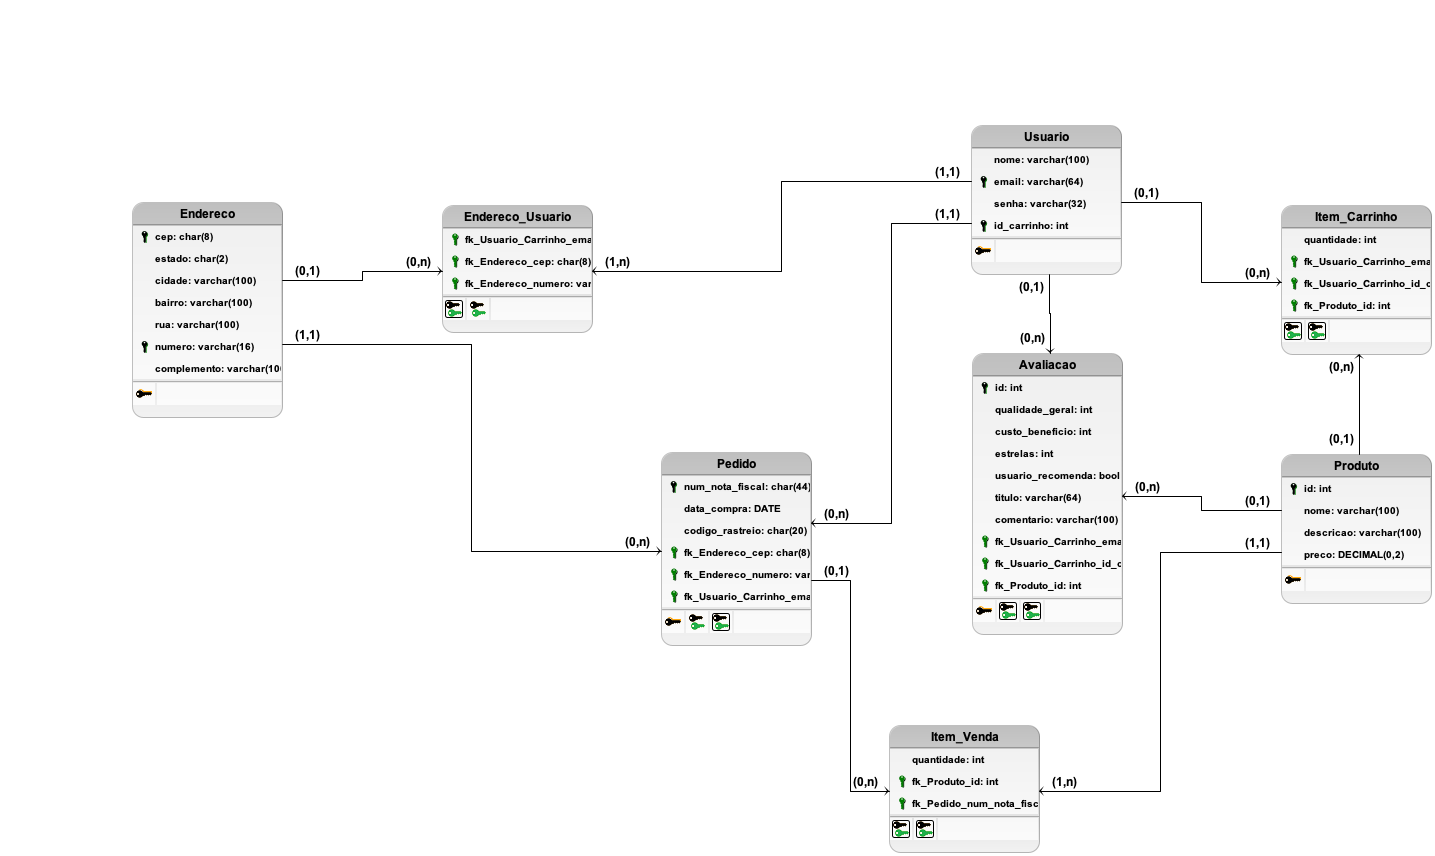 Usuario
nome: varchar(100)
email: varchar(64)
senha: varchar(32)
id_carrinho: int
(1,1)
(1,1)
(0,1)
(0,1)
Endereco
cep: char(8)
estado: char(2)
cidade: varchar(100)
bairro: varchar(100)
rua: varchar(100)
numero: varchar(16)
complemento: varchar(10
(0,1)
(1,1)
Endereco_Usuario
fk_Usuario_Carrinho_ema
fk_Endereco_cep: char(8)
fk_Endereco_numero: var
(0,n)
(1,n)
Item_Carrinho
quantidade: int
fk_Usuario_Carrinho_ema
fk_Usuario_Carrinho_id_c
fk_Produto_id: int
(0,n)
(0,n)
(0,n)
Avaliacao
id: int
qualidade_geral: int
custo_beneficio: int
estrelas: int
usuario_recomenda: bool
titulo: varchar(64)
comentario: varchar(100)
fk_Usuario_Carrinho_ema
fk_Usuario_Carrinho_id_c
fk_Produto_id: int
(0,n)
(0,1)
Produto
id: int
nome: varchar(100)
descricao: varchar(100)
preco: DECIMAL(0,2)
(0,1)
(1,1)
Pedido
num_nota_fiscal: char(44)
data_compra: DATE
codigo_rastreio: char(20)
fk_Endereco_cep: char(8)
fk_Endereco_numero: var
fk_Usuario_Carrinho_ema
(0,n)
(0,n)
(0,1)
Item_Venda
quantidade: int
fk_Produto_id: int
fk_Pedido_num_nota_fisc
(0,n)
(1,n)